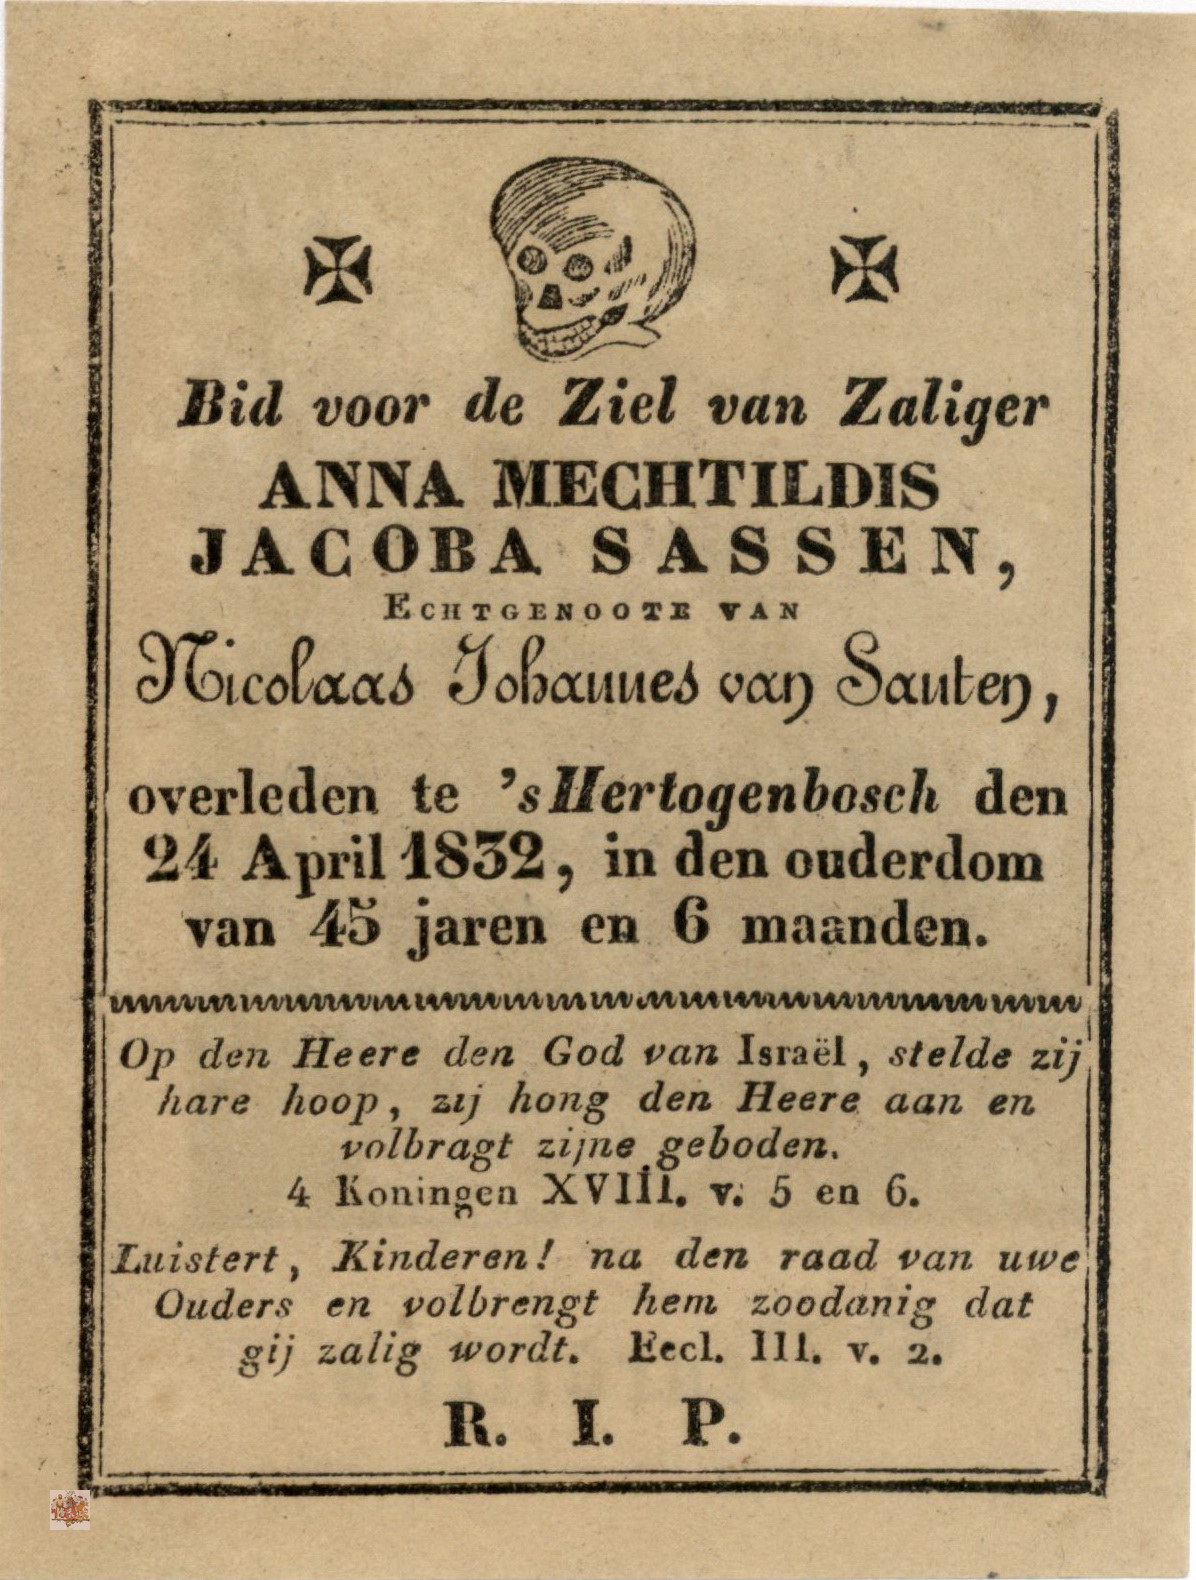 Bid voor de Ziel van Zaliger
ANNA MECHTILDIS
JACOBA SASSEN,
ECHTGENOOTE VAN
Nicolaas Johannes van Santen,
overleden te 'sHertogenbosch den
24 April 1832, in den ouderdom
van 45 jaren en 6 maanden.
Op den Heere den God van Israël, stelde zij
hare hoop, zij hong den Heere aan en
volbragt zijne geboden.
4 Koningen XVIII. v. 5 en 6.
Luistert, Kinderen! na den raad van uwe
Ouders en volbrengt hem zoodanig dat
gij zalig wordt. Eccl. III. v. 2.
R. I. P.